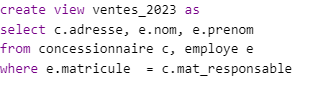 create view ventes_2023 as
select c.adresse, e.nom, e.prenom
from concessionnaire c, employe e
where e.matricule  = c.mat_responsable